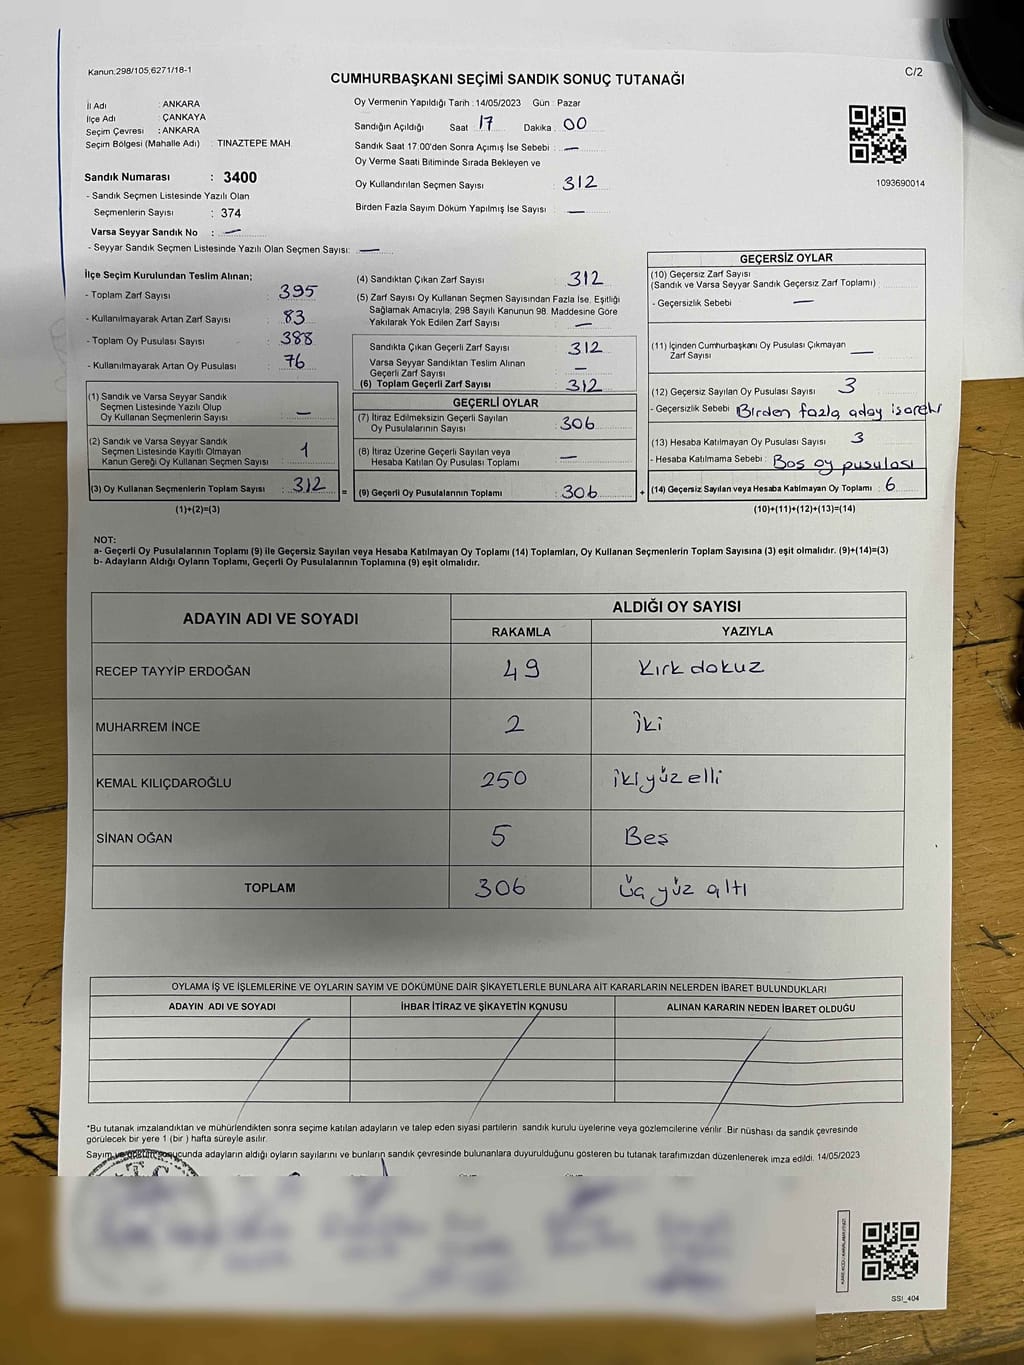 Kanun;298/105,6271/18-1
C/2
CUMHURBAŞKANI SEÇİMİ SANDIK SONUÇ TUTANAĞI
İl Adı : ANKARA
İlçe Adı : ÇANKAYA
Seçim Çevresi : ANKARA
Seçim Bölgesi (Mahalle Adı) : TINAZTEPE MAH.
Sandık Numarası : 3400
- Sandık Seçmen Listesinde Yazılı Olan
Seçmenlerin Sayısı : 374
Varsa Seyyar Sandık No : —
- Seyyar Sandık Seçmen Listesinde Yazılı Olan Seçmen Sayısı: —
Oy Vermenin Yapıldığı Tarih : 14/05/2023 Gün : Pazar
Sandığın Açıldığı Saat 17 Dakika : 00
Sandık Saat 17:00'den Sonra Açımış İse Sebebi : —
Oy Verme Saati Bitiminde Sırada Bekleyen ve
Oy Kullandırılan Seçmen Sayısı : 312
Birden Fazla Sayım Döküm Yapılmış İse Sayısı : —
1093690014
İlçe Seçim Kurulundan Teslim Alınan;
- Toplam Zarf Sayısı : 395
- Kullanılmayarak Artan Zarf Sayısı : 83
- Toplam Oy Pusulası Sayısı : 388
- Kullanılmayarak Artan Oy Pusulası : 76
(1) Sandık ve Varsa Seyyar Sandık
Seçmen Listesinde Yazılı Olup
Oy Kullanan Seçmenlerin Sayısı : —
(2) Sandık ve Varsa Seyyar Sandık
Seçmen Listesinde Kayıtlı Olmayan
Kanun Gereği Oy Kullanan Seçmen Sayısı : 1
(3) Oy Kullanan Seçmenlerin Toplam Sayısı : 312 =
(1)+(2)=(3)
(4) Sandıktan Çıkan Zarf Sayısı : 312
(5) Zarf Sayısı Oy Kullanan Seçmen Sayısından Fazla İse, Eşitliği
Sağlamak Amacıyla; 298 Sayılı Kanunun 98. Maddesine Göre
Yakılarak Yok Edilen Zarf Sayısı : —
Sandıkta Çıkan Geçerli Zarf Sayısı : 312
Varsa Seyyar Sandıktan Teslim Alınan
Geçerli Zarf Sayısı : —
(6) Toplam Geçerli Zarf Sayısı : 312
GEÇERLİ OYLAR
(7) İtiraz Edilmeksizin Geçerli Sayılan
Oy Pusulalarının Sayısı : 306
(8) İtiraz Üzerine Geçerli Sayılan veya
Hesaba Katılan Oy Pusulası Toplamı : —
(9) Geçerli Oy Pusulalarının Toplamı : 306 +
GEÇERSİZ OYLAR
(10) Geçersiz Zarf Sayısı
(Sandık ve Varsa Seyyar Sandık Geçersiz Zarf Toplamı) :
- Geçersizlik Sebebi : —
(11) İçinden Cumhurbaşkanı Oy Pusulası Çıkmayan
Zarf Sayısı : —
(12) Geçersiz Sayılan Oy Pusulası Sayısı : 3
- Geçersizlik Sebebi : Birden fazla aday işareti
(13) Hesaba Katılmayan Oy Pusulası Sayısı : 3
- Hesaba Katılmama Sebebi : Boş oy pusulası
(14) Geçersiz Sayılan veya Hesaba Katılmayan Oy Toplamı : 6
(10)+(11)+(12)+(13)=(14)
NOT:
a- Geçerli Oy Pusulalarının Toplamı (9) ile Geçersiz Sayılan veya Hesaba Katılmayan Oy Toplamı (14) Toplamları, Oy Kullanan Seçmenlerin Toplam Sayısına (3) eşit olmalıdır. (9)+(14)=(3)
b- Adayların Aldığı Oyların Toplamı, Geçerli Oy Pusulalarının Toplamına (9) eşit olmalıdır.
ADAYIN ADI VE SOYADI
ALDIĞI OY SAYISI
RAKAMLA YAZIYLA
RECEP TAYYİP ERDOĞAN 49 Kırk dokuz
MUHARREM İNCE 2 İki
KEMAL KILIÇDAROĞLU 250 iki yüz elli
SİNAN OĞAN 5 Beş
TOPLAM 306 üç yüz altı
OYLAMA İŞ VE İŞLEMLERİNE VE OYLARIN SAYIM VE DÖKÜMÜNE DAİR ŞİKAYETLERLE BUNLARA AİT KARARLARIN NELERDEN İBARET BULUNDUKLARI
ADAYIN ADI VE SOYADI İHBAR İTİRAZ VE ŞİKAYETİN KONUSU ALINAN KARARIN NEDEN İBARET OLDUĞU
*Bu tutanak imzalandıktan ve mühürlendikten sonra seçime katılan adayların ve talep eden siyasi partilerin sandık kurulu üyelerine veya gözlemcilerine verilir .Bir nüshası da sandık çevresinde
görülecek bir yere 1 (bir ) hafta süreyle asılır.
Sayım ve döküm sonucunda adayların aldığı oyların sayılarını ve bunların sandık çevresinde bulunanlara duyurulduğunu gösteren bu tutanak tarafımızdan düzenlenerek imza edildi. 14/05/2023
SSİ_404